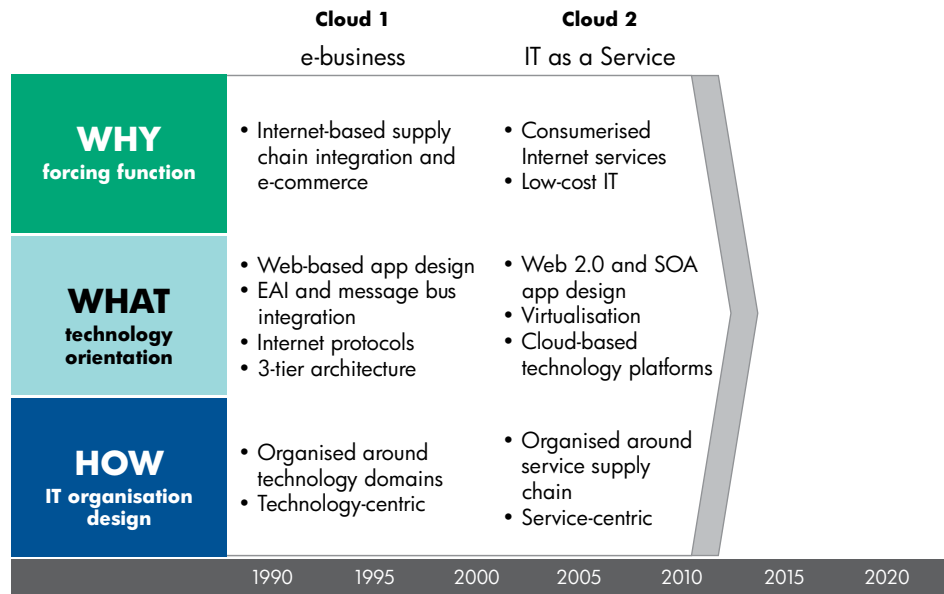 Cloud 1
Cloud 2
e-business
IT as a Service
WHY
forcing function
• Internet-based supply
chain integration and
e-commerce
• Consumerised
Internet services
• Low-cost IT
WHAT
technology
orientation
• Web-based app design
• EAI and message bus
integration
• Internet protocols
• 3-tier architecture
• Web 2.0 and SOA
app design
• Virtualisation
• Cloud-based
technology platforms
HOW
IT organisation
design
• Organised around
technology domains
• Technology-centric
• Organised around
service supply
chain
• Service-centric
1990 1995 2000 2005 2010 2015 2020